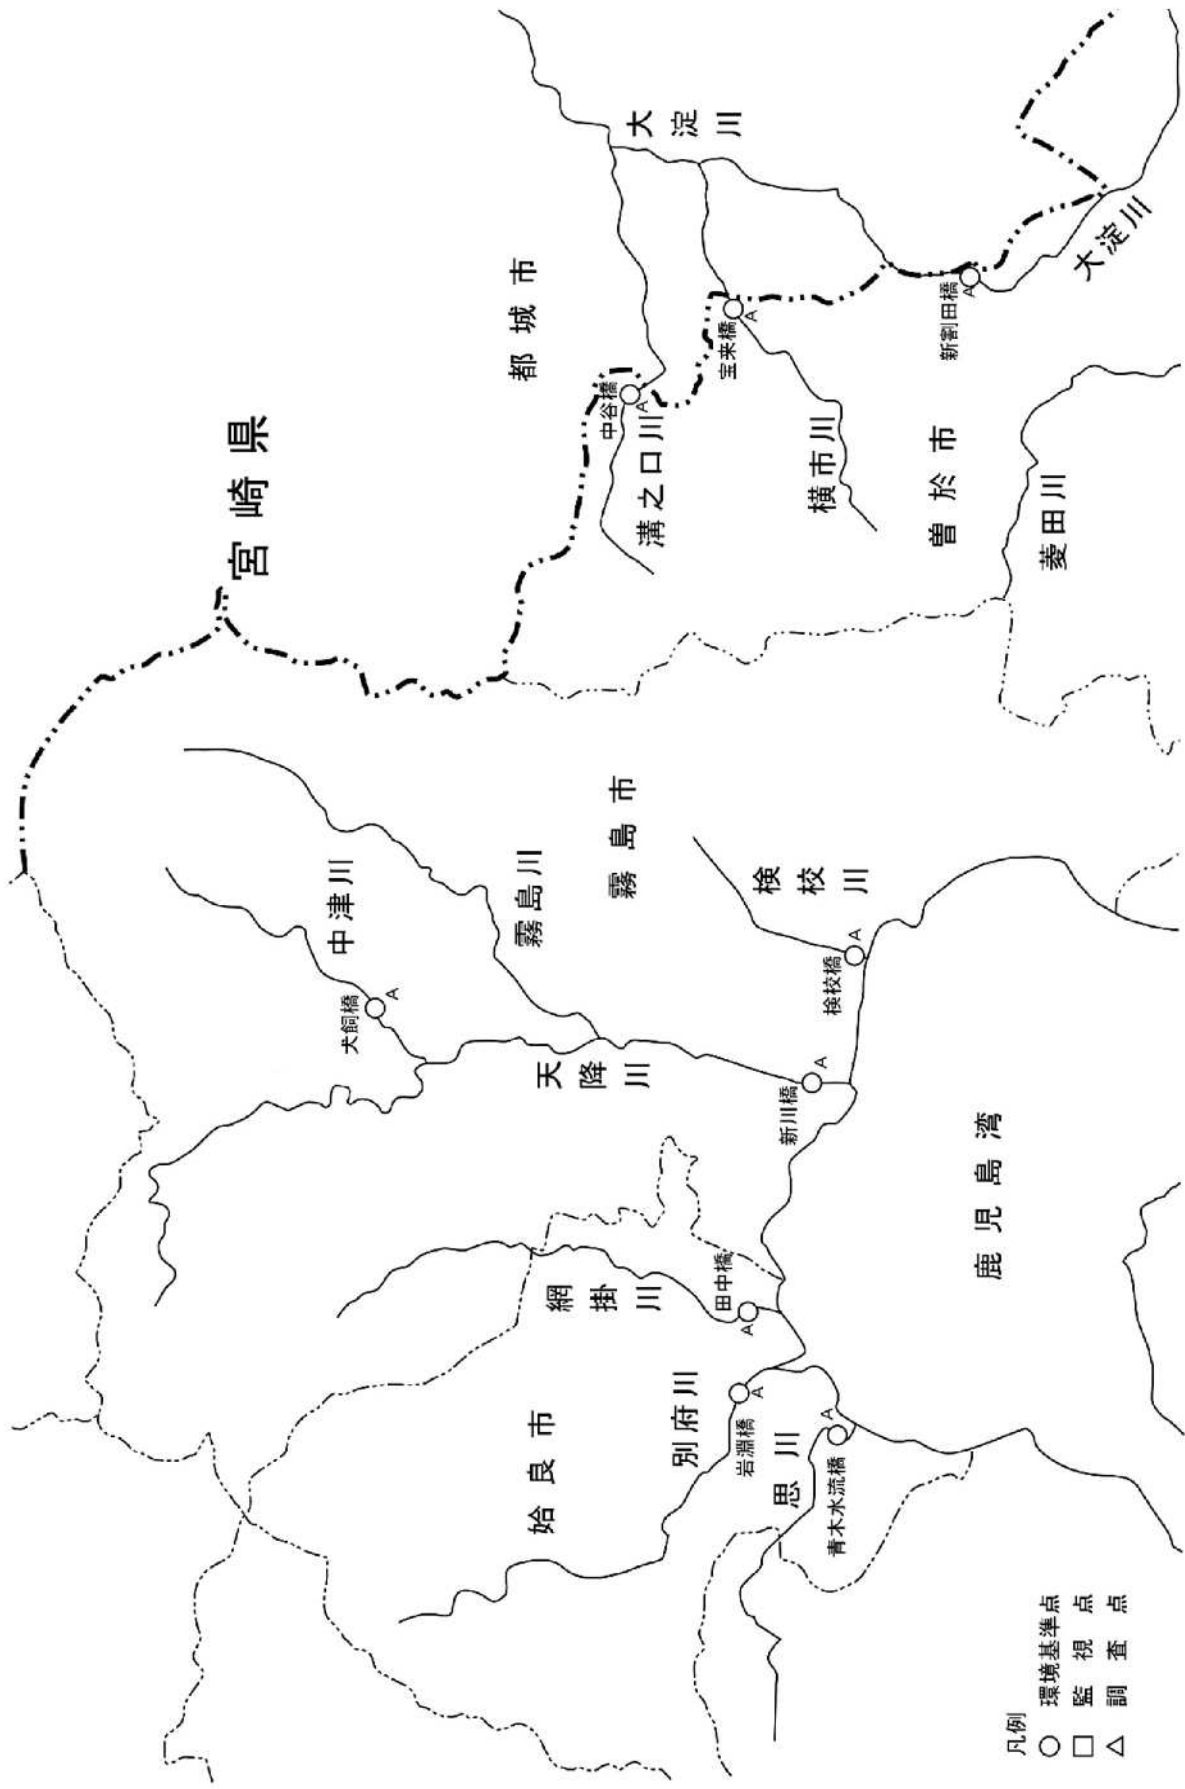 宮崎県
都城市
大淀川
中谷橋
A
溝之口川
宝来橋
A
横市川
新割田橋
A
大淀川
曽於市
菱田川
中津川
犬飼橋
A
霧島川
霧島市
天降川
検校川
検校橋
A
新川橋
A
網掛川
田中橋
A
姶良市
別府川
岩淵橋
A
思川
青木水流橋
A
鹿児島湾
凡例
○ 環境基準点
□ 監視点
△ 調査点